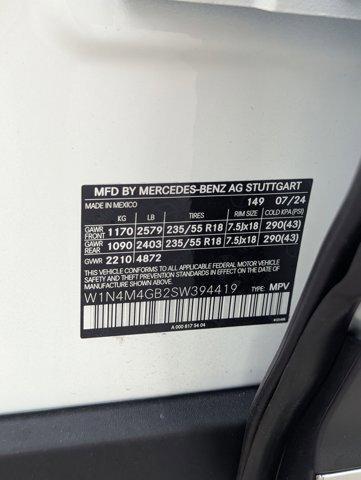 MFD BY MERCEDES-BENZ AG STUTTGART
MADE IN MEXICO 149 07/24
KG LB TIRES RIM SIZE COLD KPA (PSI)
GAWR FRONT 1170 2579 235/55 R18 7.5Jx18 290(43)
GAWR REAR 1090 2403 235/55 R18 7.5Jx18 290(43)
GVWR 2210 4872
THIS VEHICLE CONFORMS TO ALL APPLICABLE FEDERAL MOTOR VEHICLE
SAFETY STANDARDS AND THEFT PREVENTION STANDARDS IN EFFECT ON THE DATE OF
MANUFACTURE SHOWN ABOVE.
W1N4M4GB2SW394419 TYPE: MPV
A 000 817 94 04